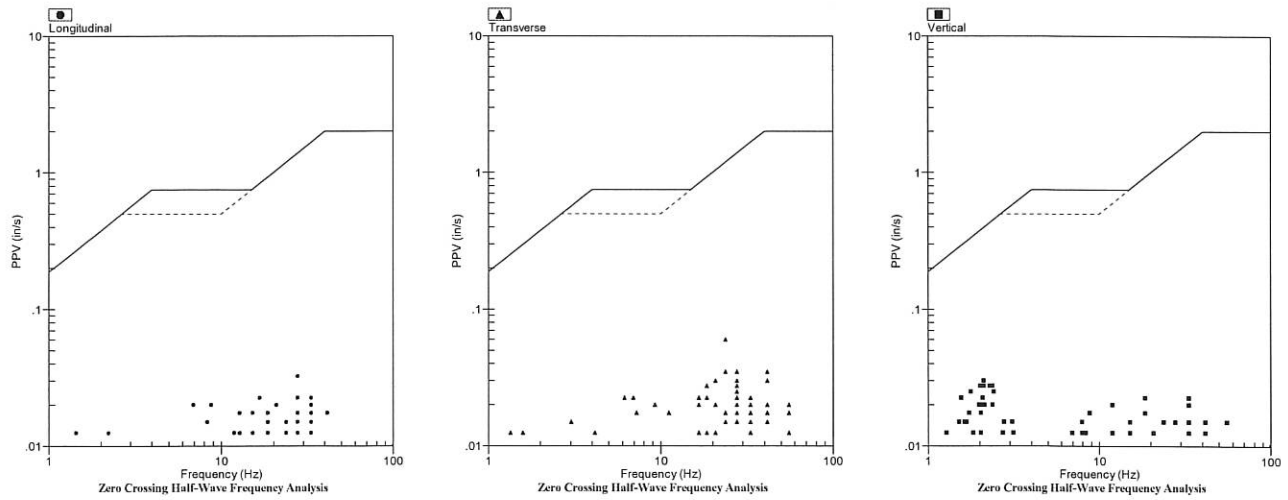 Longitudinal
10
1
.1
.01
PPV (in/s)
1
10
100
Frequency (Hz)
Zero Crossing Half-Wave Frequency Analysis
Transverse
10
1
.1
.01
PPV (in/s)
1
10
100
Frequency (Hz)
Zero Crossing Half-Wave Frequency Analysis
Vertical
10
1
.1
.01
PPV (in/s)
1
10
100
Frequency (Hz)
Zero Crossing Half-Wave Frequency Analysis